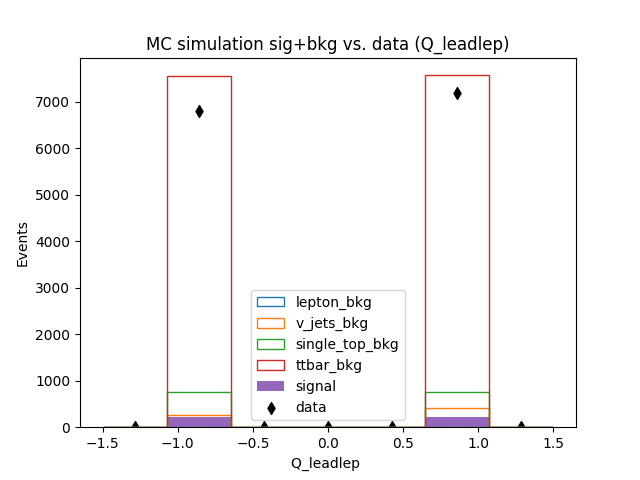 MC simulation sig+bkg vs. data (Q_leadlep)
Events
7000
6000
5000
4000
3000
2000
1000
0
lepton_bkg
v_jets_bkg
single_top_bkg
ttbar_bkg
signal
data
−1.5 −1.0 −0.5 0.0 0.5 1.0 1.5
Q_leadlep